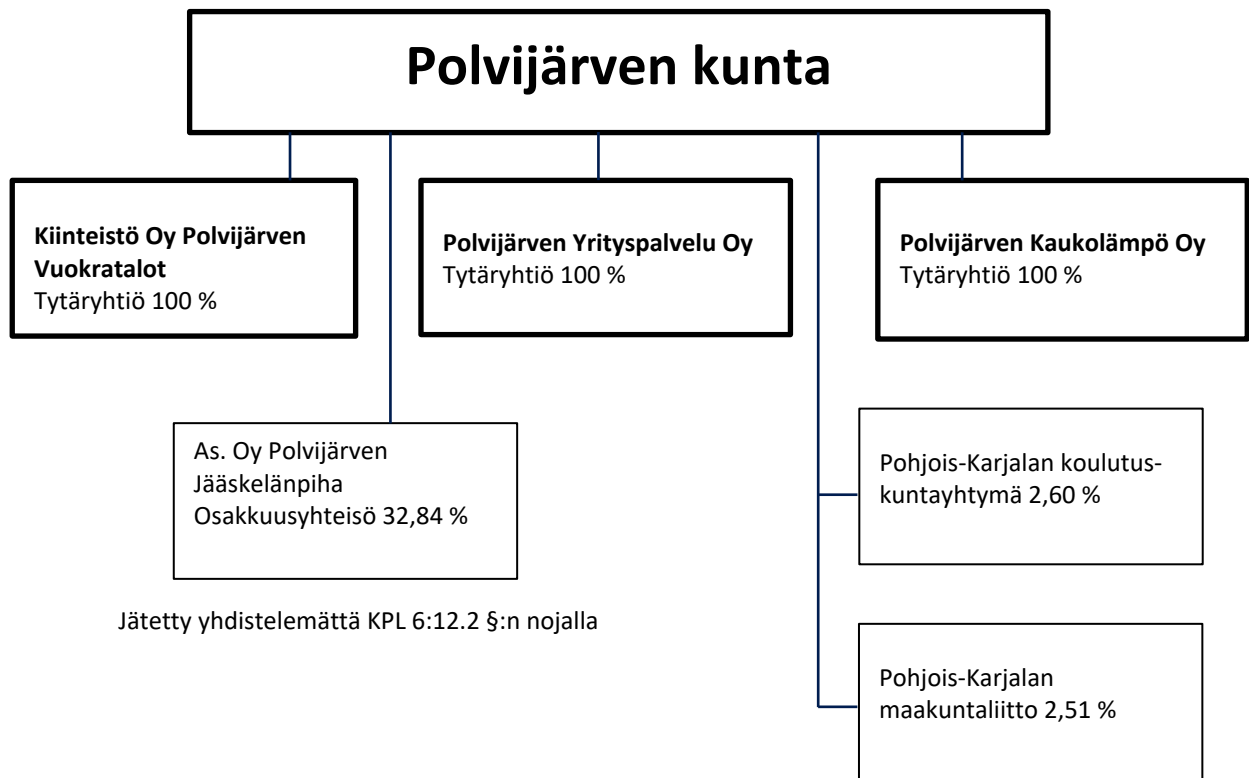 Polvijärven kunta
Kiinteistö Oy Polvijärven
Vuokratalot
Tytäryhtiö 100 %
Polvijärven Yrityspalvelu Oy
Tytäryhtiö 100 %
Polvijärven Kaukolämpö Oy
Tytäryhtiö 100 %
As. Oy Polvijärven
Jääskelänpiha
Osakkuusyhteisö 32,84 %
Jätetty yhdistelemättä KPL 6:12.2 §:n nojalla
Pohjois-Karjalan koulutus-
kuntayhtymä 2,60 %
Pohjois-Karjalan
maakuntaliitto 2,51 %